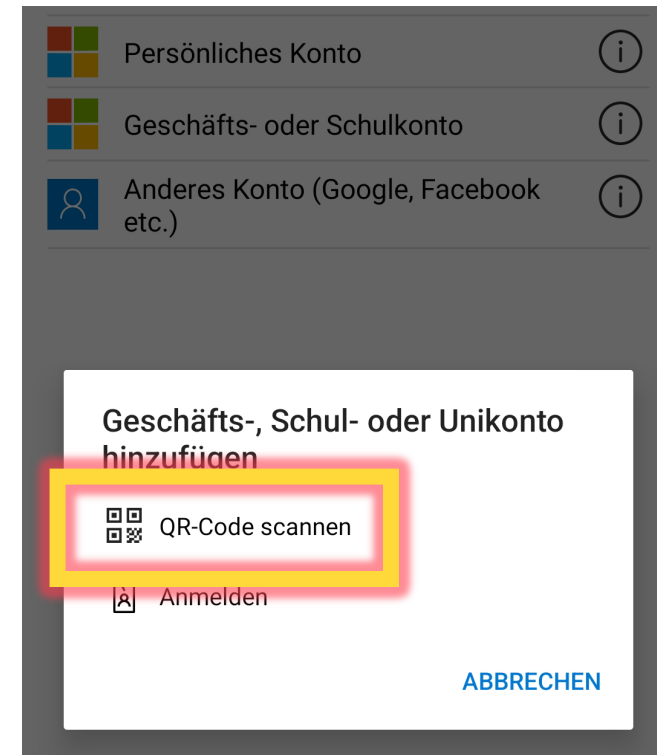 Persönliches Konto
Geschäfts- oder Schulkonto
Anderes Konto (Google, Facebook
etc.)
Geschäfts-, Schul- oder Unikonto
hinzufügen
QR-Code scannen
Anmelden
ABBRECHEN